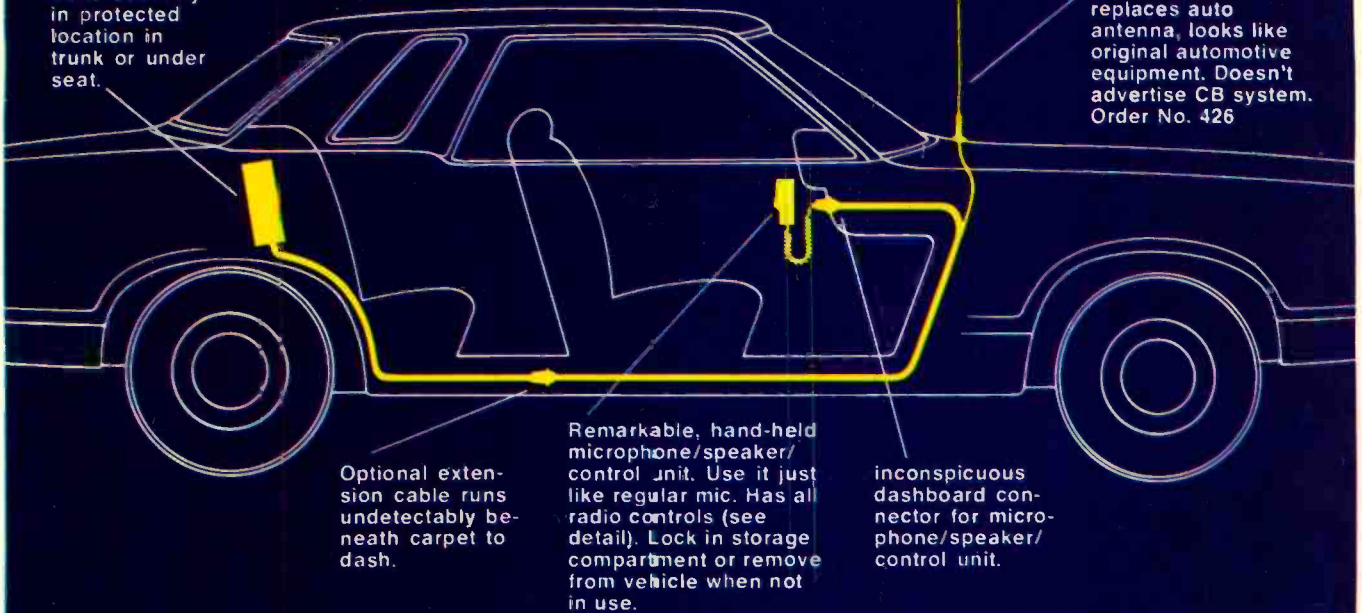 in protected
location in
trunk or under
seat.
replaces auto
antenna, looks like
original automotive
equipment. Doesn't
advertise CB system.
Order No. 426
Optional exten-
sion cable runs
undetectably be-
neath carpet to
dash.
Remarkable, hand-held
microphone/speaker/
control unit. Use it just
like regular mic. Has all
radio controls (see
detail). Lock in storage
compartment or remove
from vehicle when not
in use.
inconspicuous
dashboard con-
nector for micro-
phone/speaker/
control unit.